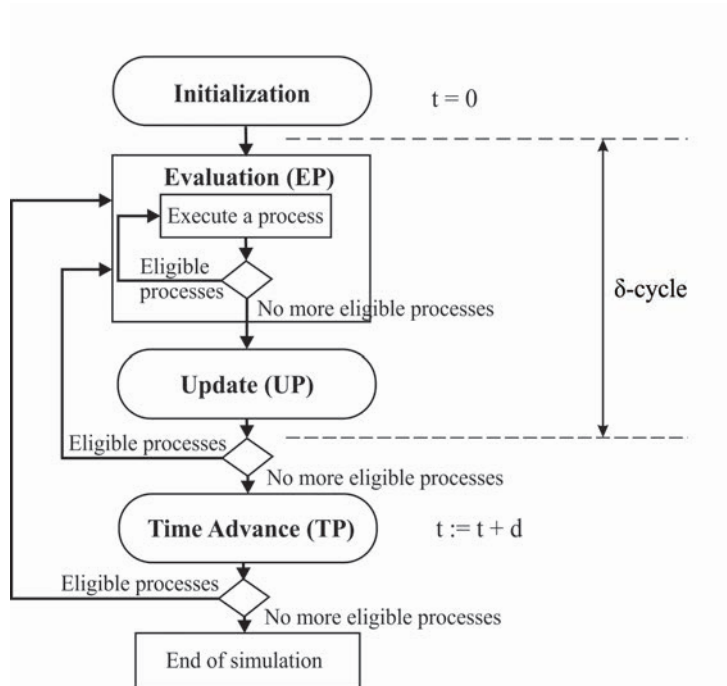 Initialization
t = 0
Evaluation (EP)
Execute a process
Eligible
processes
No more eligible processes
δ-cycle
Update (UP)
Eligible processes
No more eligible processes
Time Advance (TP)
t := t + d
Eligible processes
No more eligible processes
End of simulation